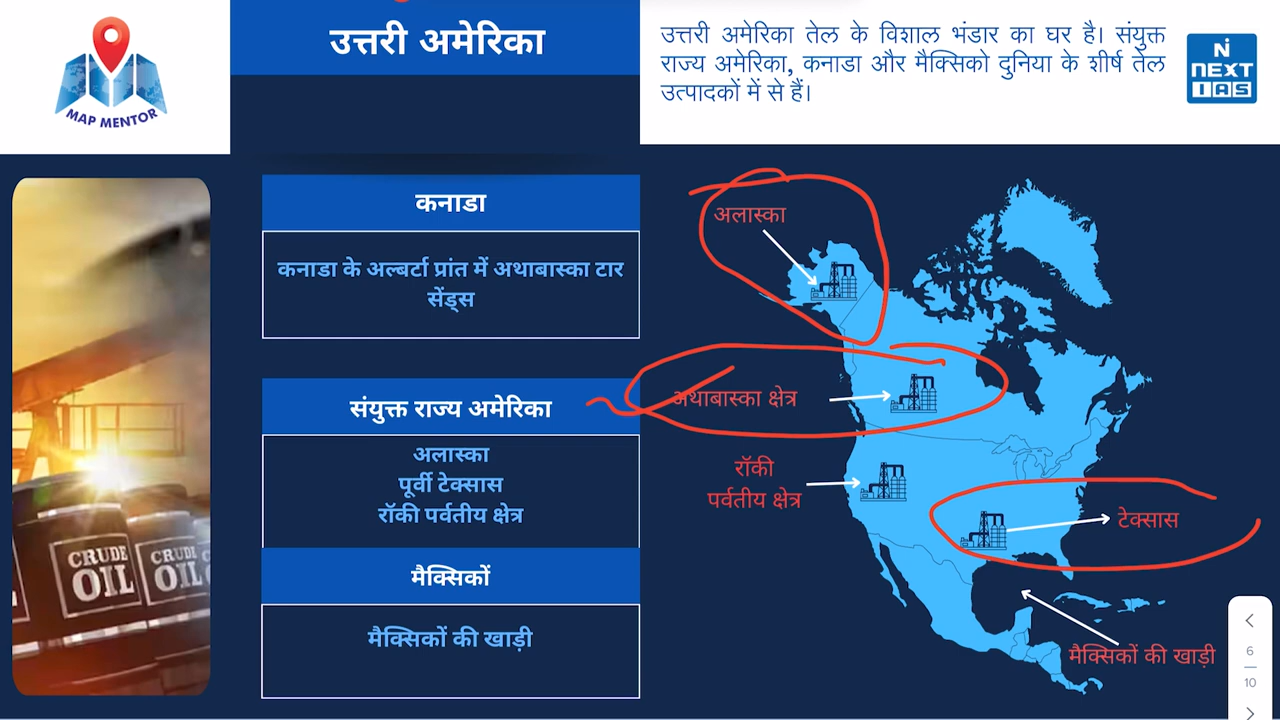 MAP MENTOR
उत्तरी अमेरिका
उत्तरी अमेरिका तेल के विशाल भंडार का घर है। संयुक्त
राज्य अमेरिका, कनाडा और मैक्सिको दुनिया के शीर्ष तेल
उत्पादकों में से हैं।
NEXT
IAS
कनाडा
कनाडा के अल्बर्टा प्रांत में अथाबास्का टार
सेंड्स
संयुक्त राज्य अमेरिका
अलास्का
पूर्वी टेक्सास
रॉकी पर्वतीय क्षेत्र
मैक्सिकों
मैक्सिकों की खाड़ी
CRUDE
OIL
CRUDE
OIL
अलास्का
अथाबास्का क्षेत्र
रॉकी
पर्वतीय क्षेत्र
टेक्सास
मैक्सिकों की खाड़ी
6
10